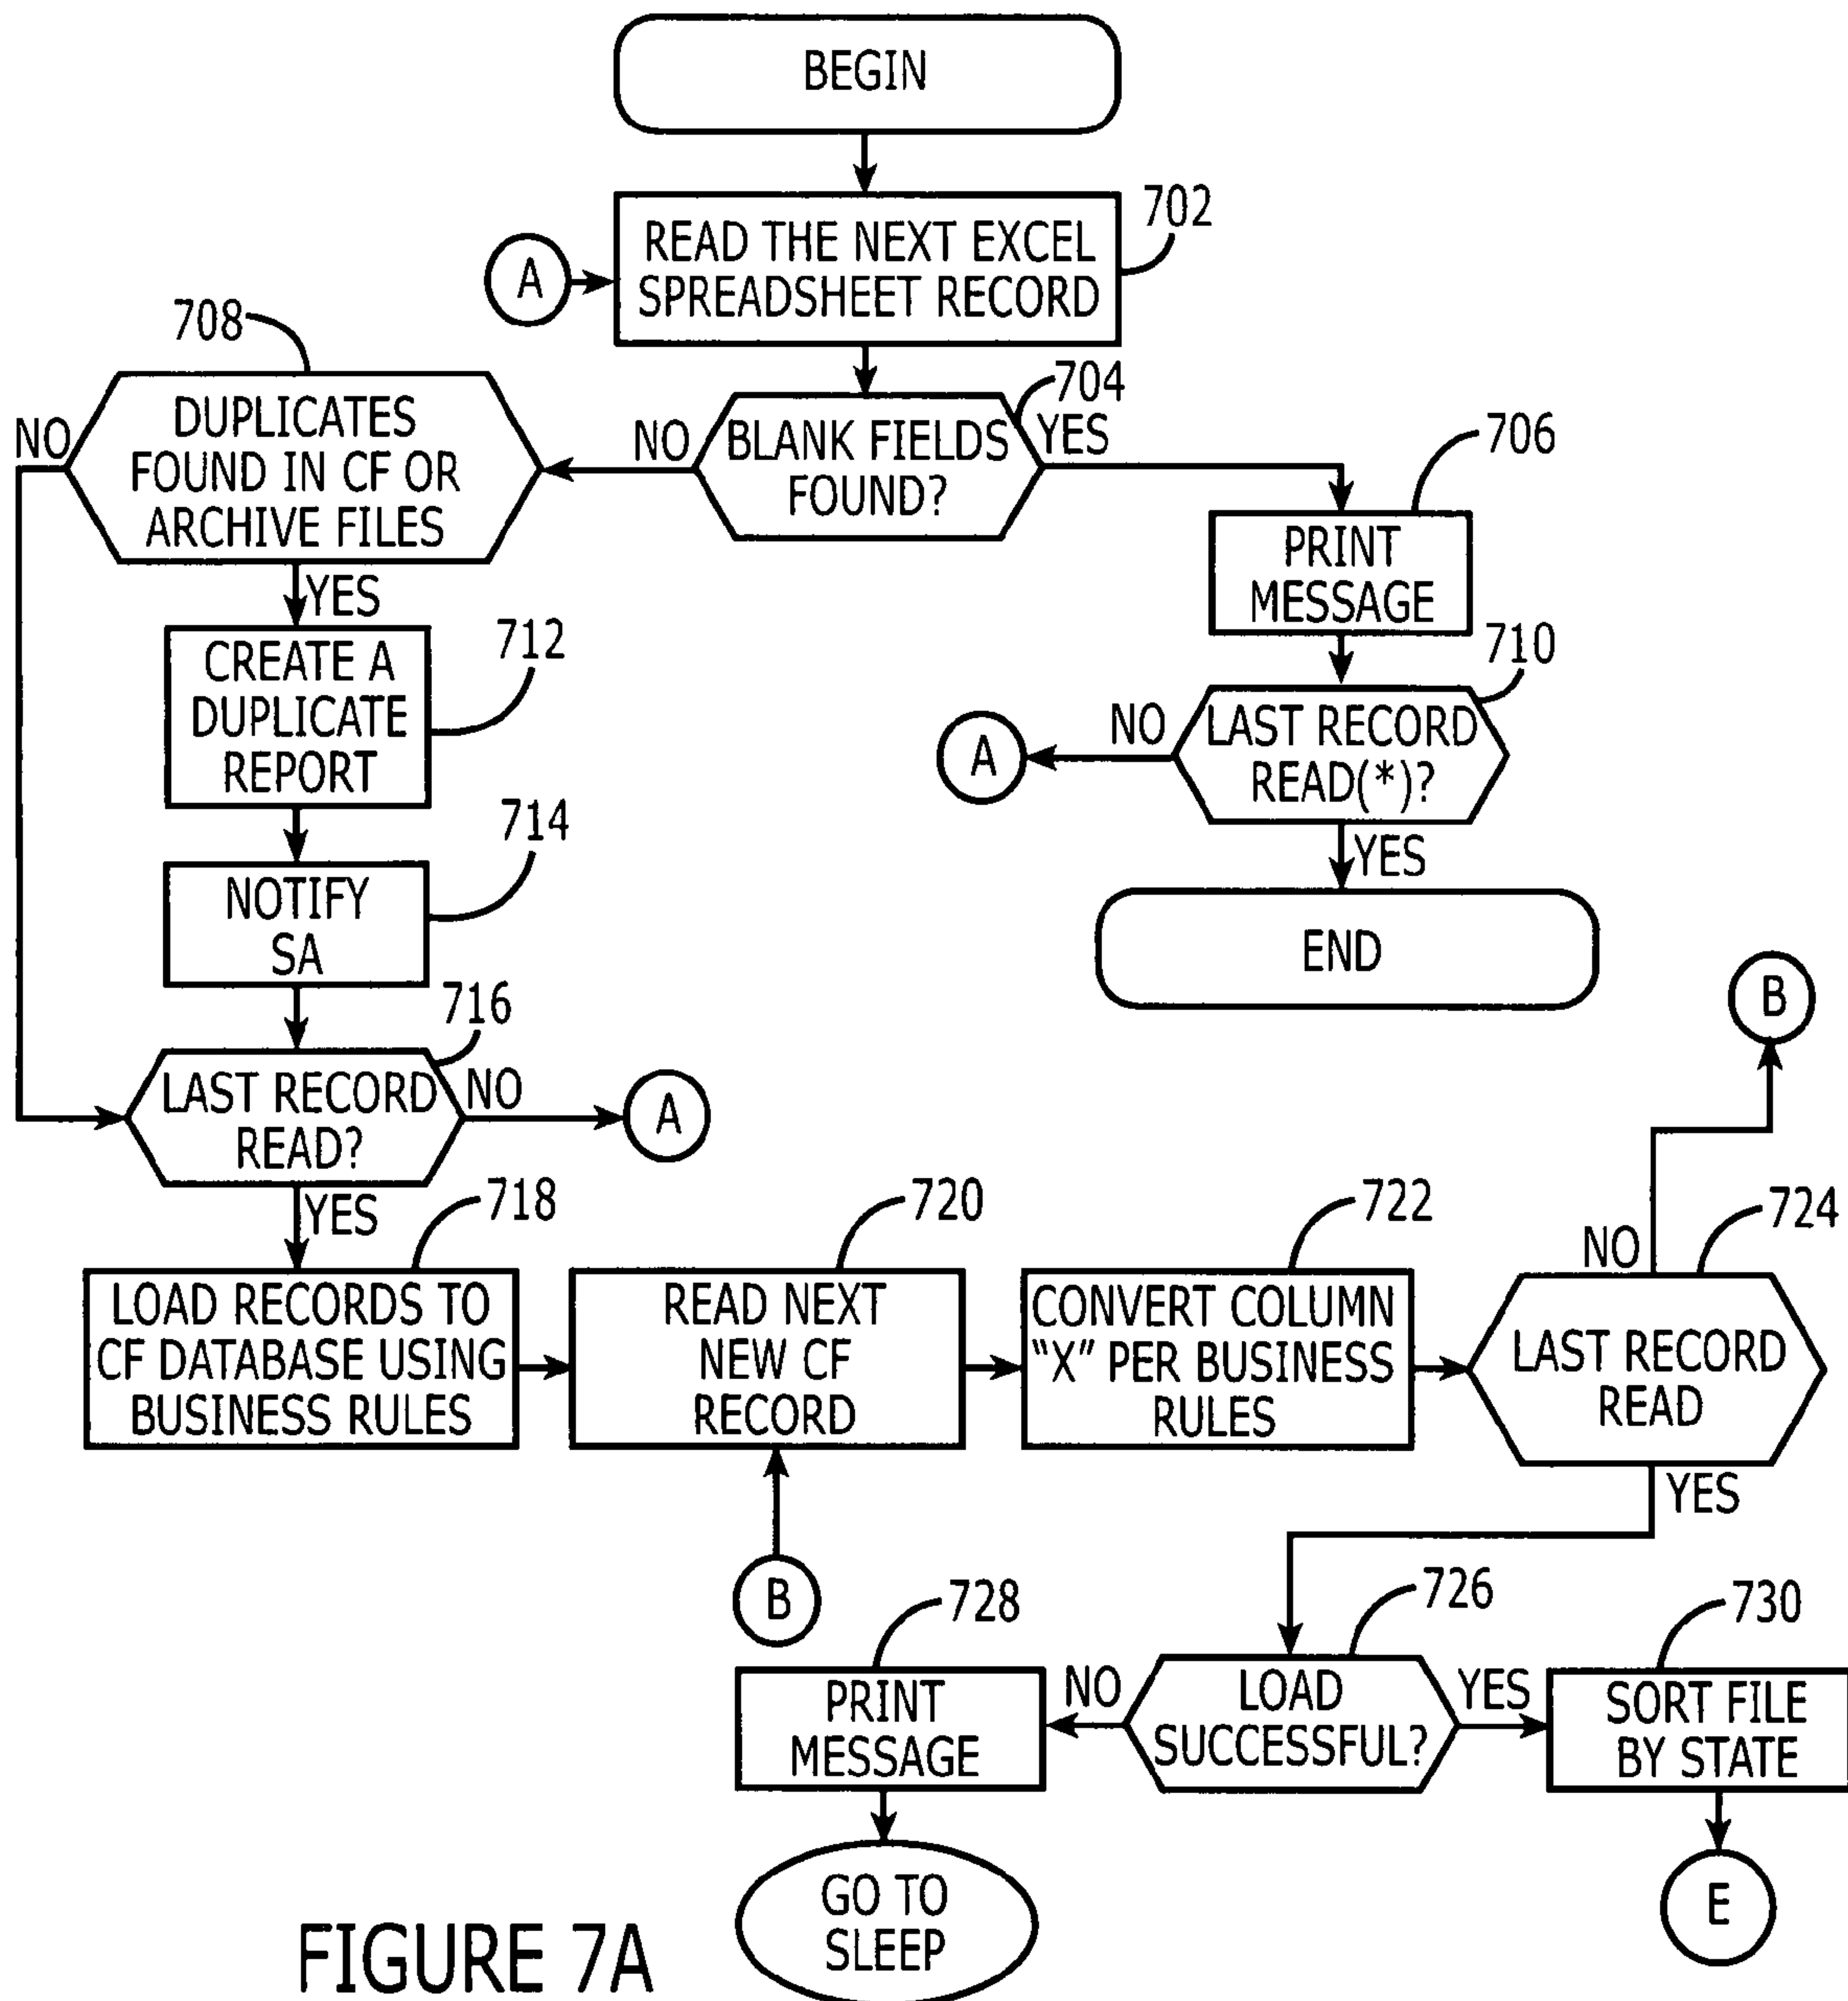 BEGIN
702
READ THE NEXT EXCEL
SPREADSHEET RECORD
A
708
704
DUPLICATES
FOUND IN CF OR
ARCHIVE FILES
NO
NO
BLANK FIELDS
FOUND?
YES
706
PRINT
MESSAGE
YES
712
CREATE A
DUPLICATE
REPORT
710
LAST RECORD
READ(*)?
NO
A
YES
END
714
NOTIFY
SA
B
716
LAST RECORD
READ?
NO
A
YES
718
LOAD RECORDS TO
CF DATABASE USING
BUSINESS RULES
720
READ NEXT
NEW CF
RECORD
722
CONVERT COLUMN
"X" PER BUSINESS
RULES
724
NO
LAST RECORD
READ
YES
B
728
PRINT
MESSAGE
726
NO
LOAD
SUCCESSFUL?
YES
730
SORT FILE
BY STATE
GO TO
SLEEP
E
FIGURE 7A